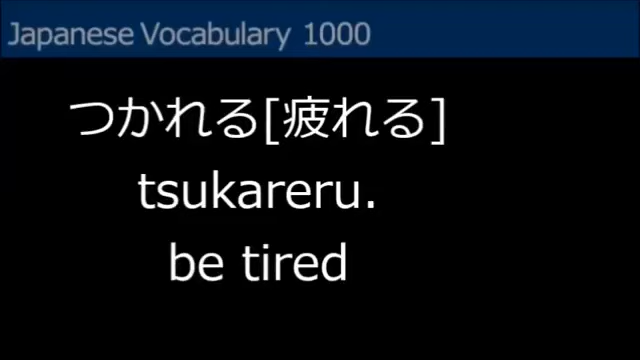 Japanese Vocabulary 1000
つかれる[疲れる]
tsukareru.
be tired